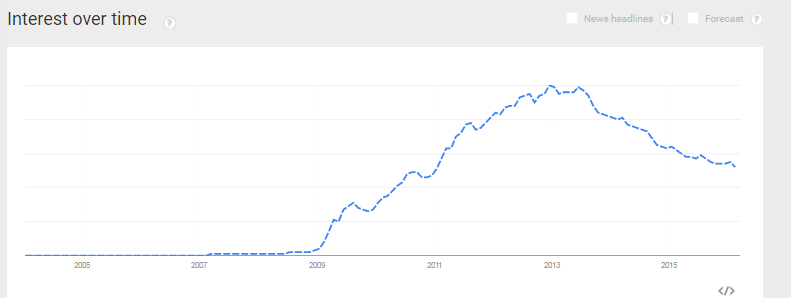 Interest over time ?
News headlines ? Forecast ?
2005 2007 2009 2011 2013 2015
</>